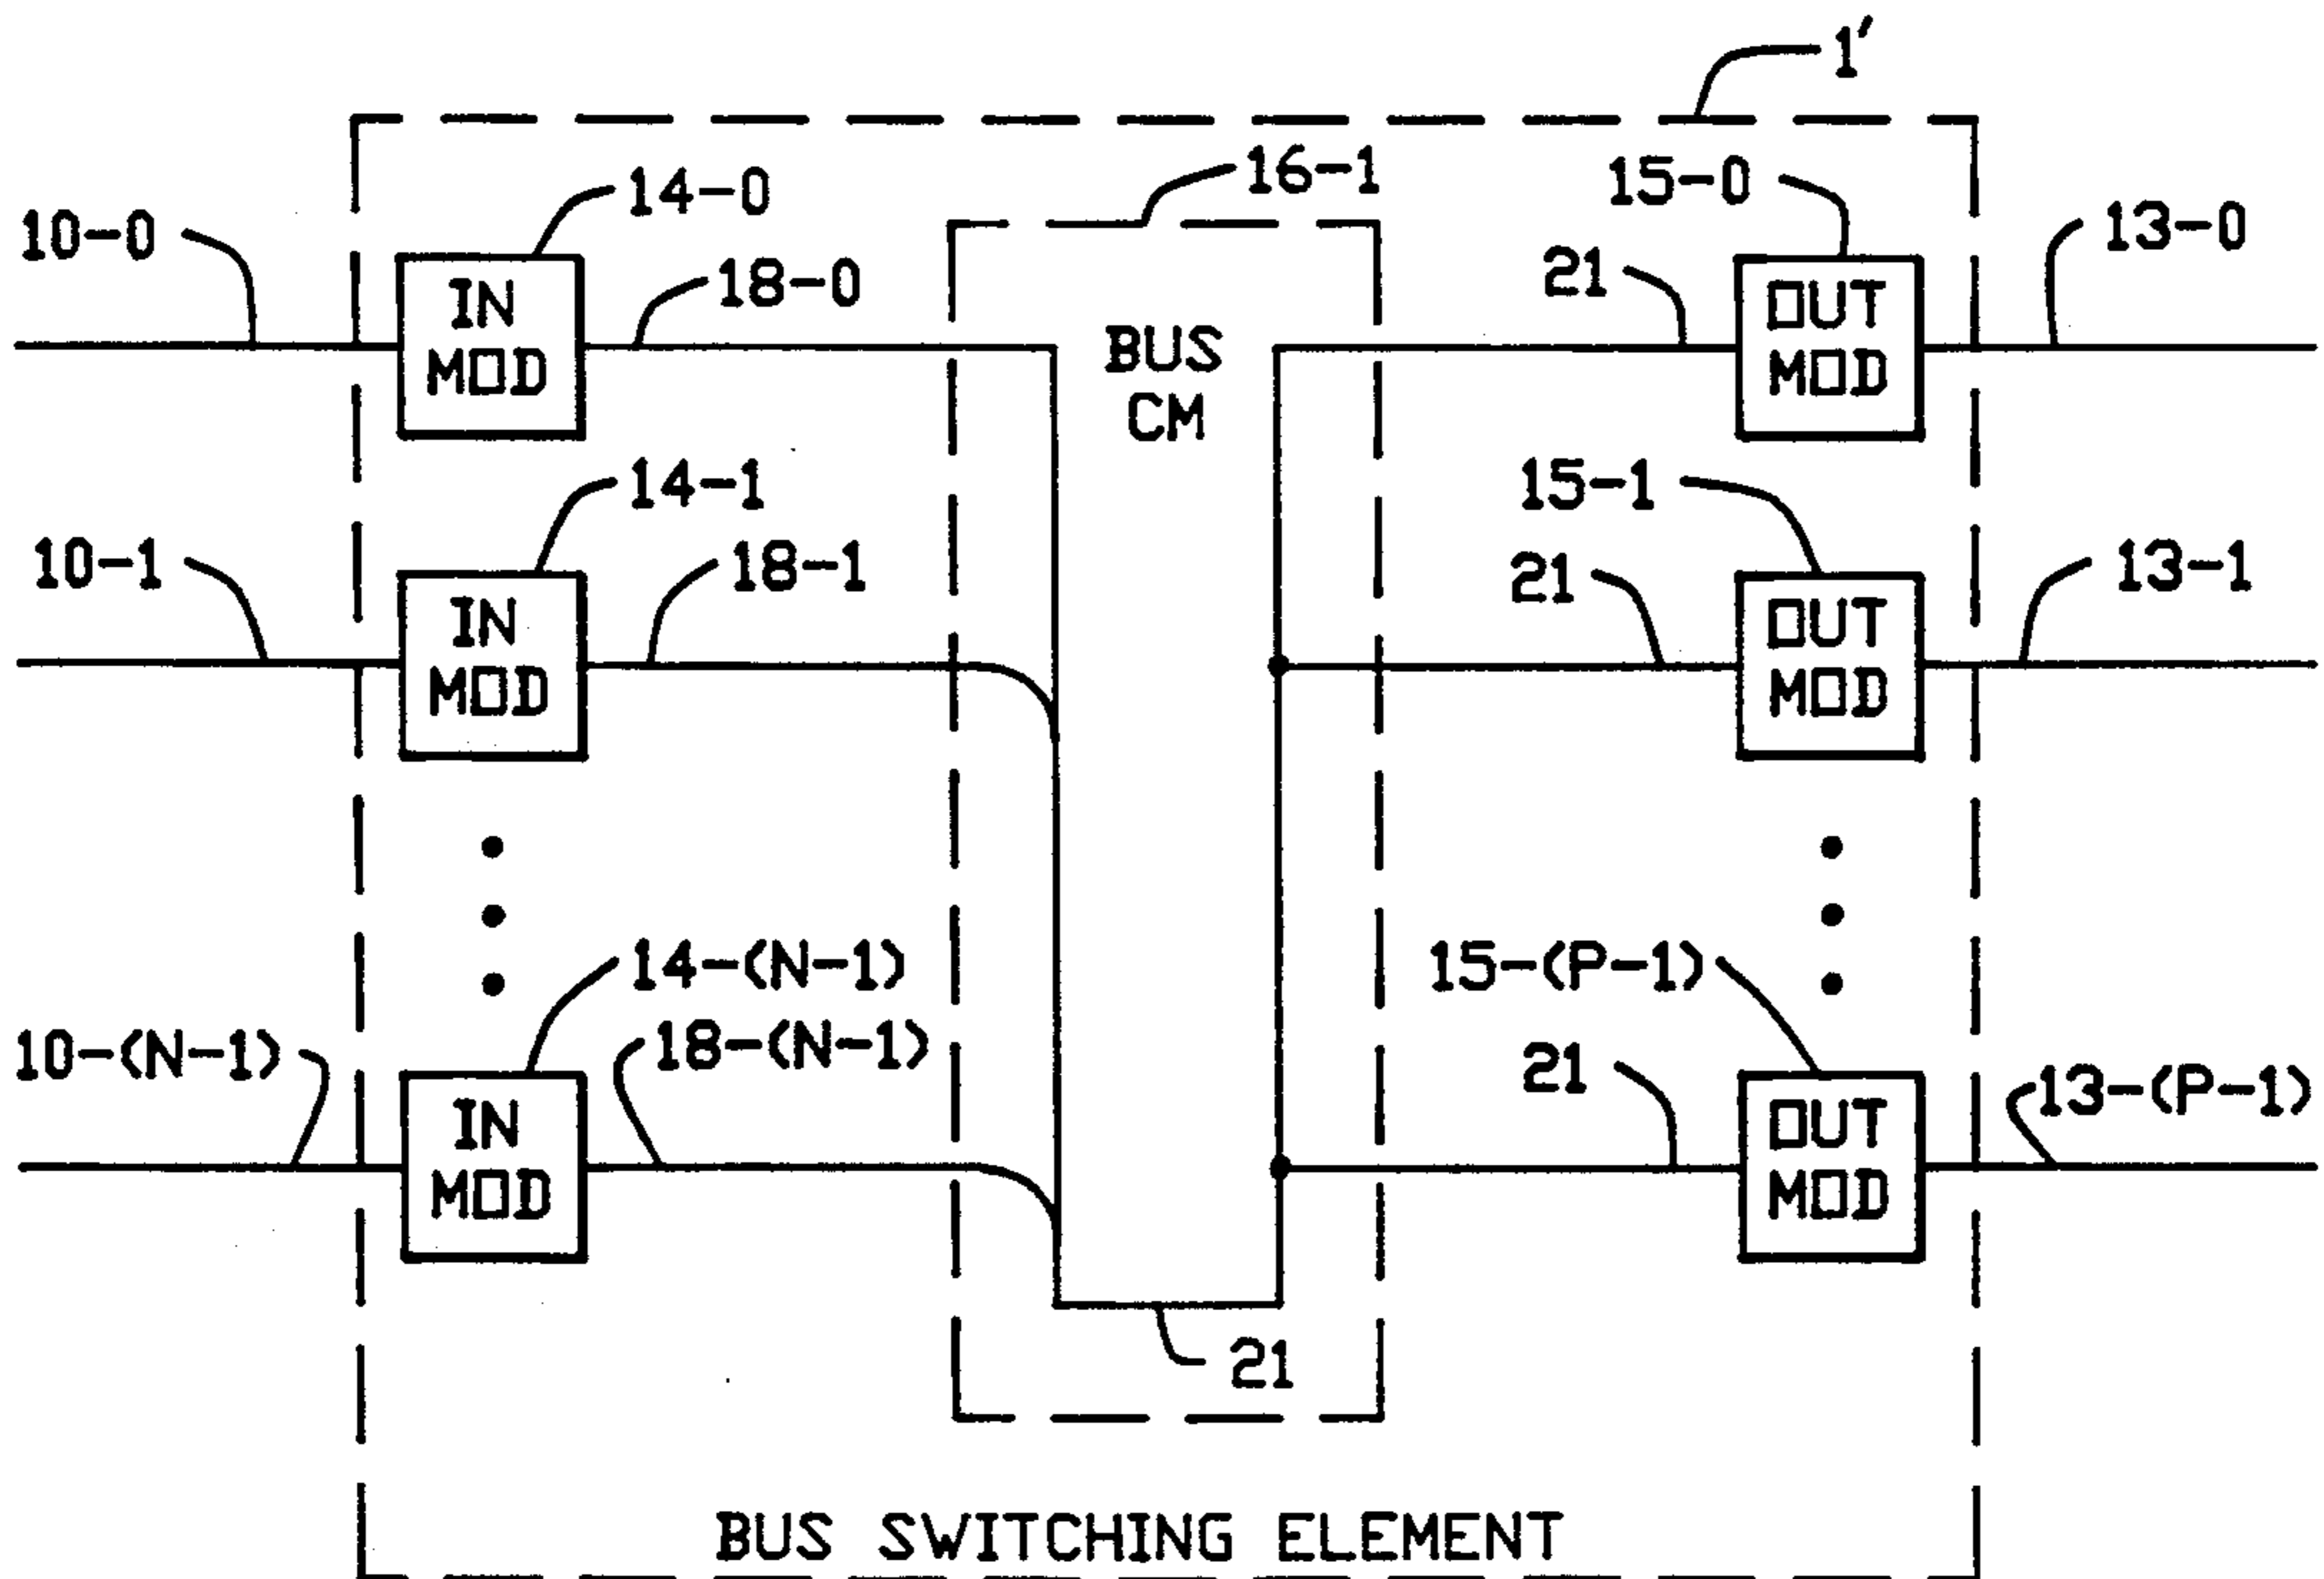 1′
16-1
14-0
15-0
10-0
13-0
18-0
21
IN
MOD
BUS
CM
OUT
MOD
14-1
15-1
10-1
18-1
21
13-1
IN
MOD
OUT
MOD
14-(N-1)
15-(P-1)
10-(N-1)
18-(N-1)
21
13-(P-1)
IN
MOD
OUT
MOD
21
BUS SWITCHING ELEMENT